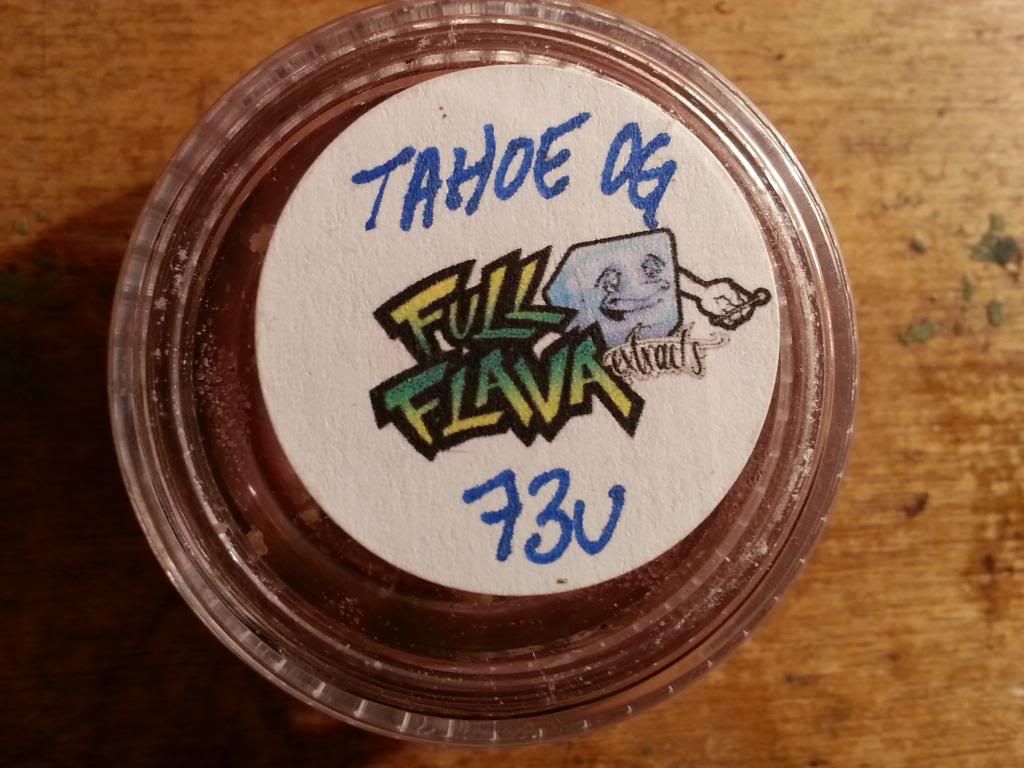 TAHOE OG
FULL
FLAVA
extracts
73u